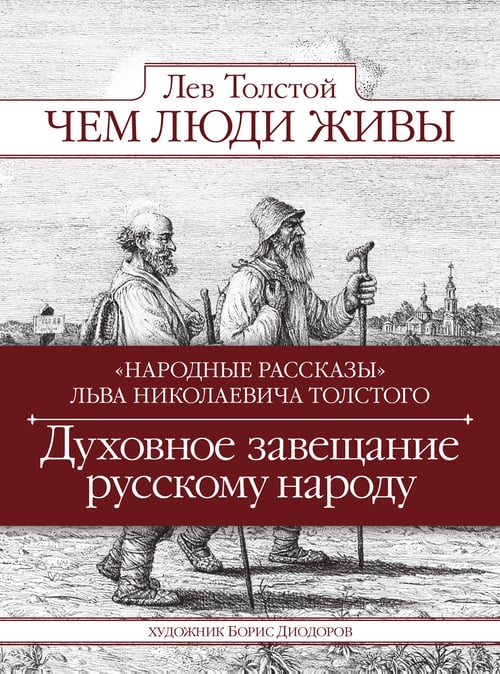 Лев Толстой
ЧЕМ ЛЮДИ ЖИВЫ
«НАРОДНЫЕ РАССКАЗЫ»
ЛЬВА НИКОЛАЕВИЧА ТОЛСТОГО
Духовное завещание
русскому народу
ХУДОЖНИК БОРИС ДИОДОРОВ